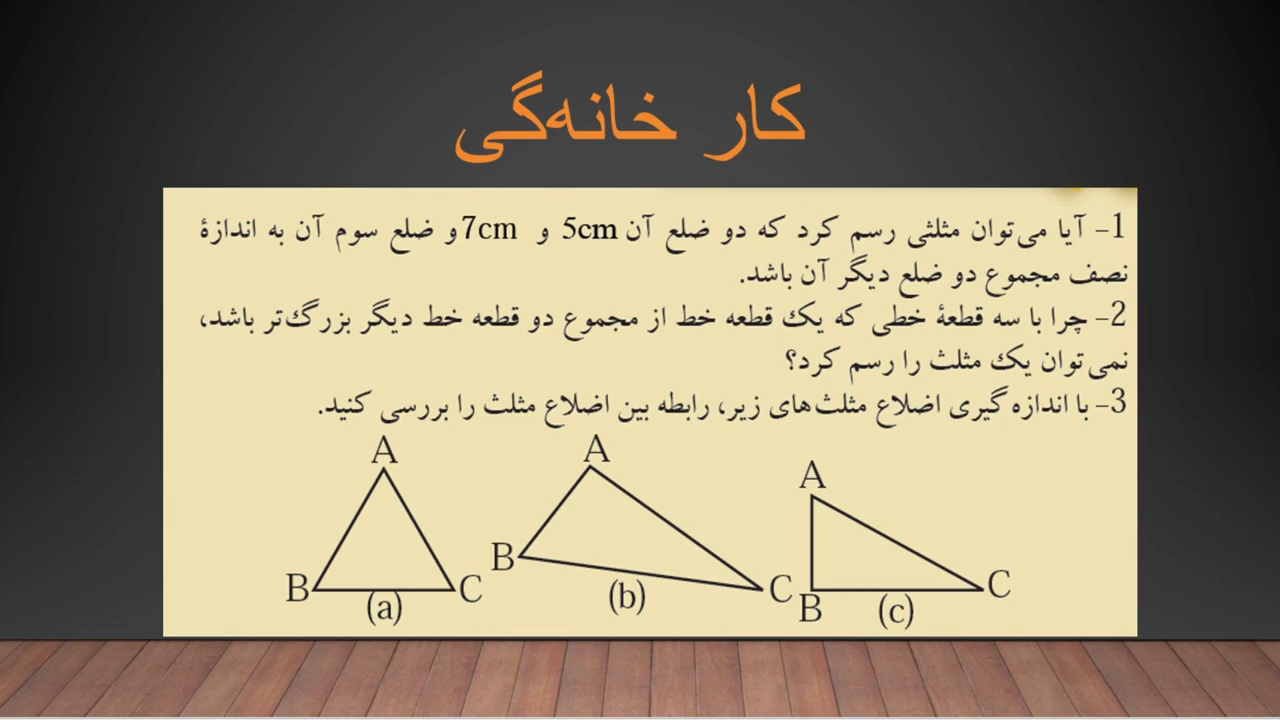 کار خانه‌گی
1– آیا می‌توان مثلثی رسم کرد که دو ضلع آن 5cm و 7cm و ضلع سوم آن به اندازهٔ
نصف مجموع دو ضلع دیگر آن باشد.
2– چرا با سه قطعهٔ خطی که یک قطعه خط از مجموع دو قطعه خط دیگر بزرگ‌تر باشد،
نمی‌توان یک مثلث را رسم کرد؟
3– با اندازه‌گیری اضلاع مثلث‌های زیر، رابطه بین اضلاع مثلث را بررسی کنید.
A A A
B C B C B C
(a) (b) (c)